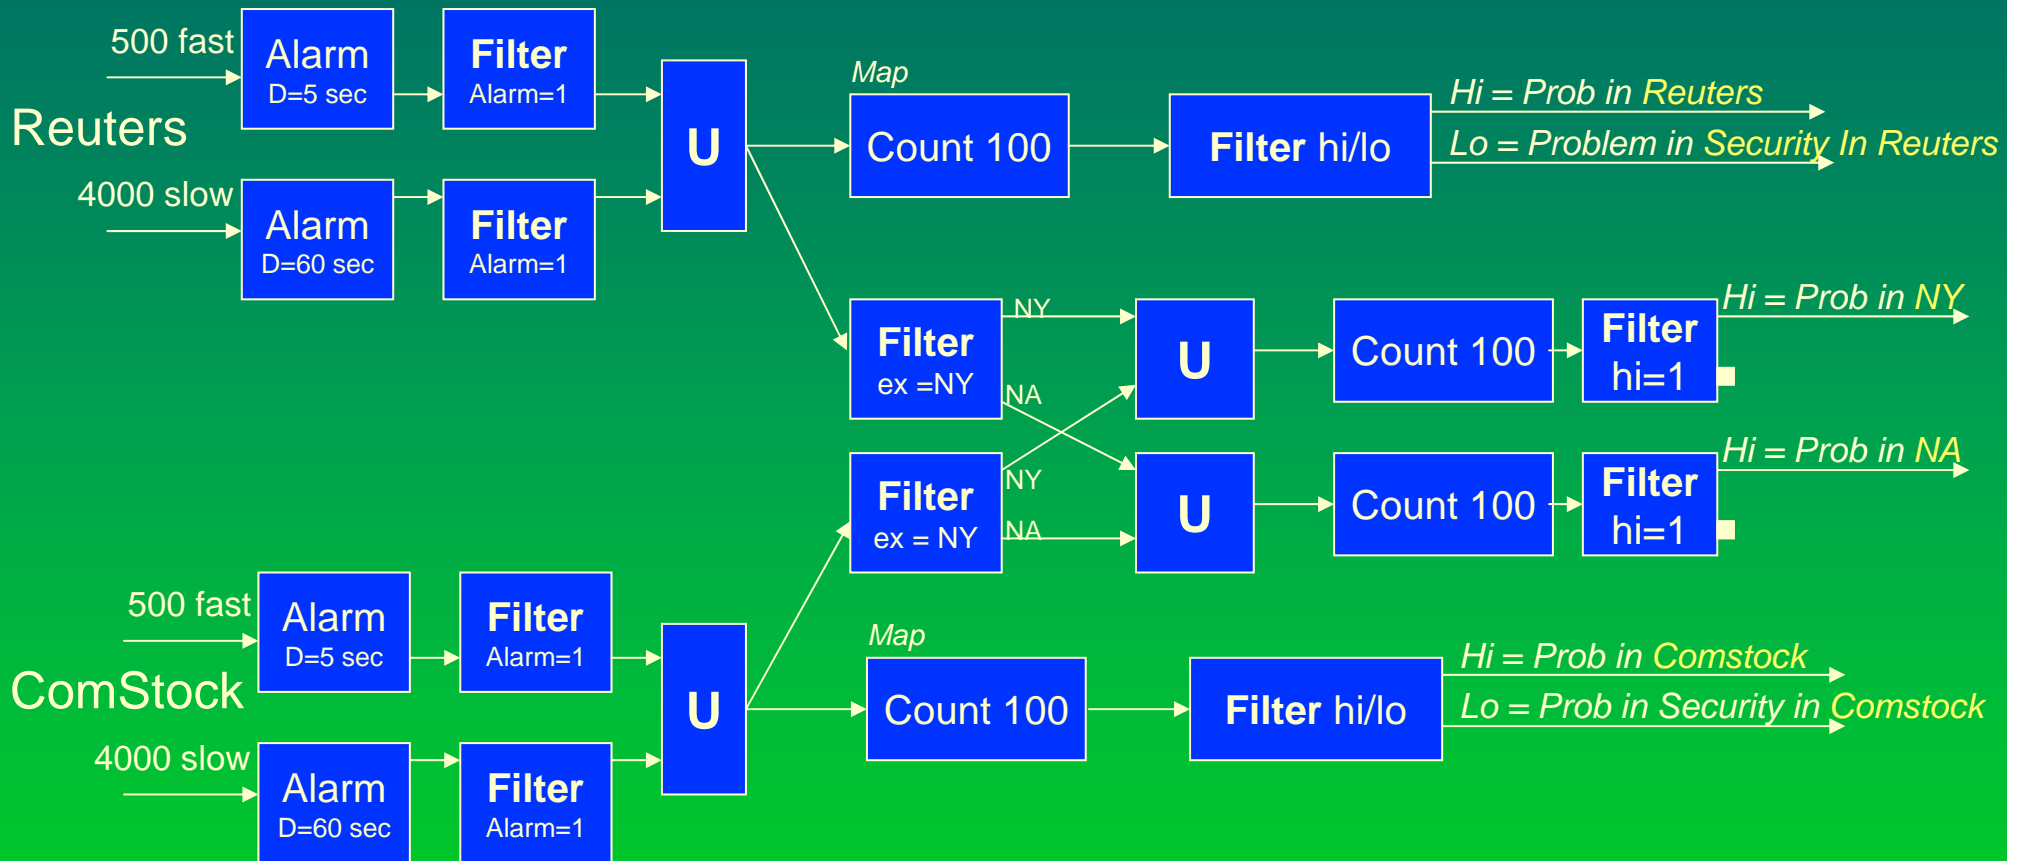 500 fast
Alarm
D=5 sec
Filter
Alarm=1
Reuters
4000 slow
Alarm
D=60 sec
Filter
Alarm=1
U
Map
Count 100
Filter hi/lo
Hi = Prob in Reuters
Lo = Problem in Security In Reuters
Filter
ex =NY
NY
NA
U
Count 100
Filter
hi=1
Hi = Prob in NY
Filter
ex = NY
NY
NA
U
Count 100
Filter
hi=1
Hi = Prob in NA
500 fast
Alarm
D=5 sec
Filter
Alarm=1
ComStock
4000 slow
Alarm
D=60 sec
Filter
Alarm=1
U
Map
Count 100
Filter hi/lo
Hi = Prob in Comstock
Lo = Prob in Security in Comstock